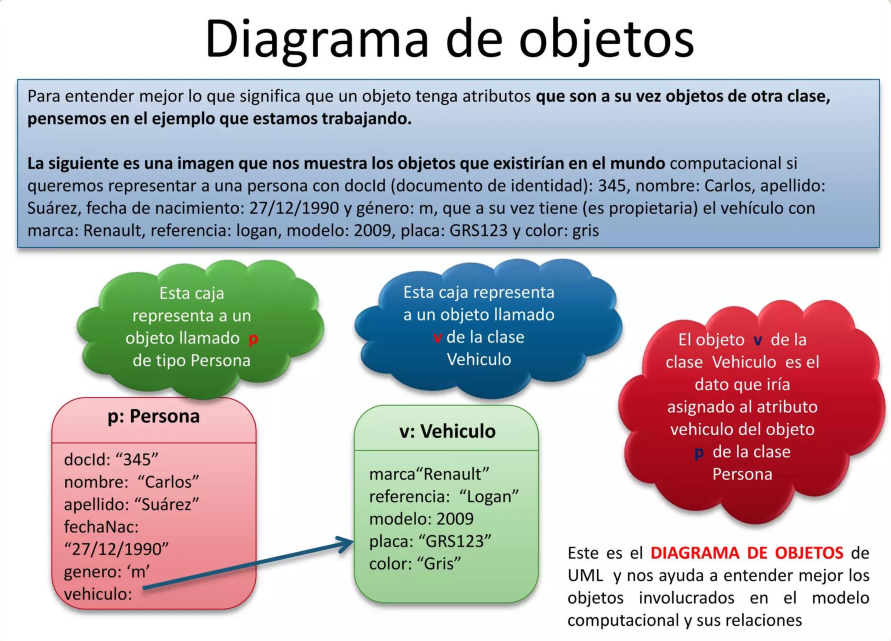 Diagrama de objetos
Para entender mejor lo que significa que un objeto tenga atributos que son a su vez objetos de otra clase,
pensemos en el ejemplo que estamos trabajando.
La siguiente es una imagen que nos muestra los objetos que existirían en el mundo computacional si
queremos representar a una persona con docId (documento de identidad): 345, nombre: Carlos, apellido:
Suárez, fecha de nacimiento: 27/12/1990 y género: m, que a su vez tiene (es propietaria) el vehículo con
marca: Renault, referencia: logan, modelo: 2009, placa: GRS123 y color: gris
Esta caja
representa a un
objeto llamado p
de tipo Persona
Esta caja representa
a un objeto llamado
v de la clase
Vehiculo
El objeto v de la
clase Vehiculo es el
dato que iría
asignado al atributo
vehiculo del objeto
p de la clase
Persona
p: Persona
docId: “345”
nombre: “Carlos”
apellido: “Suárez”
fechaNac:
“27/12/1990”
genero: ‘m’
vehiculo:
v: Vehiculo
marca“Renault”
referencia: “Logan”
modelo: 2009
placa: “GRS123”
color: “Gris”
Este es el DIAGRAMA DE OBJETOS de
UML y nos ayuda a entender mejor los
objetos involucrados en el modelo
computacional y sus relaciones